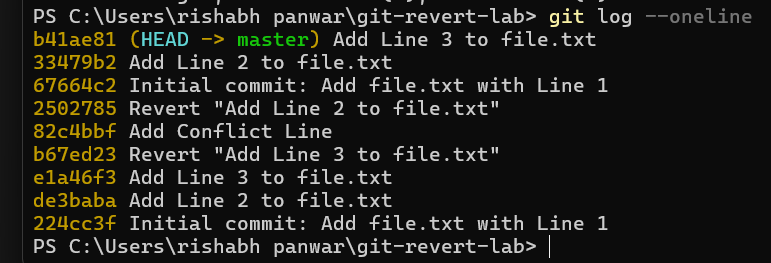 PS C:\Users\rishabh panwar\git-revert-lab> git log --oneline
b41ae81 (HEAD -> master) Add Line 3 to file.txt
33479b2 Add Line 2 to file.txt
67664c2 Initial commit: Add file.txt with Line 1
2502785 Revert "Add Line 2 to file.txt"
82c4bbf Add Conflict Line
b67ed23 Revert "Add Line 3 to file.txt"
e1a46f3 Add Line 3 to file.txt
de3baba Add Line 2 to file.txt
224cc3f Initial commit: Add file.txt with Line 1
PS C:\Users\rishabh panwar\git-revert-lab>